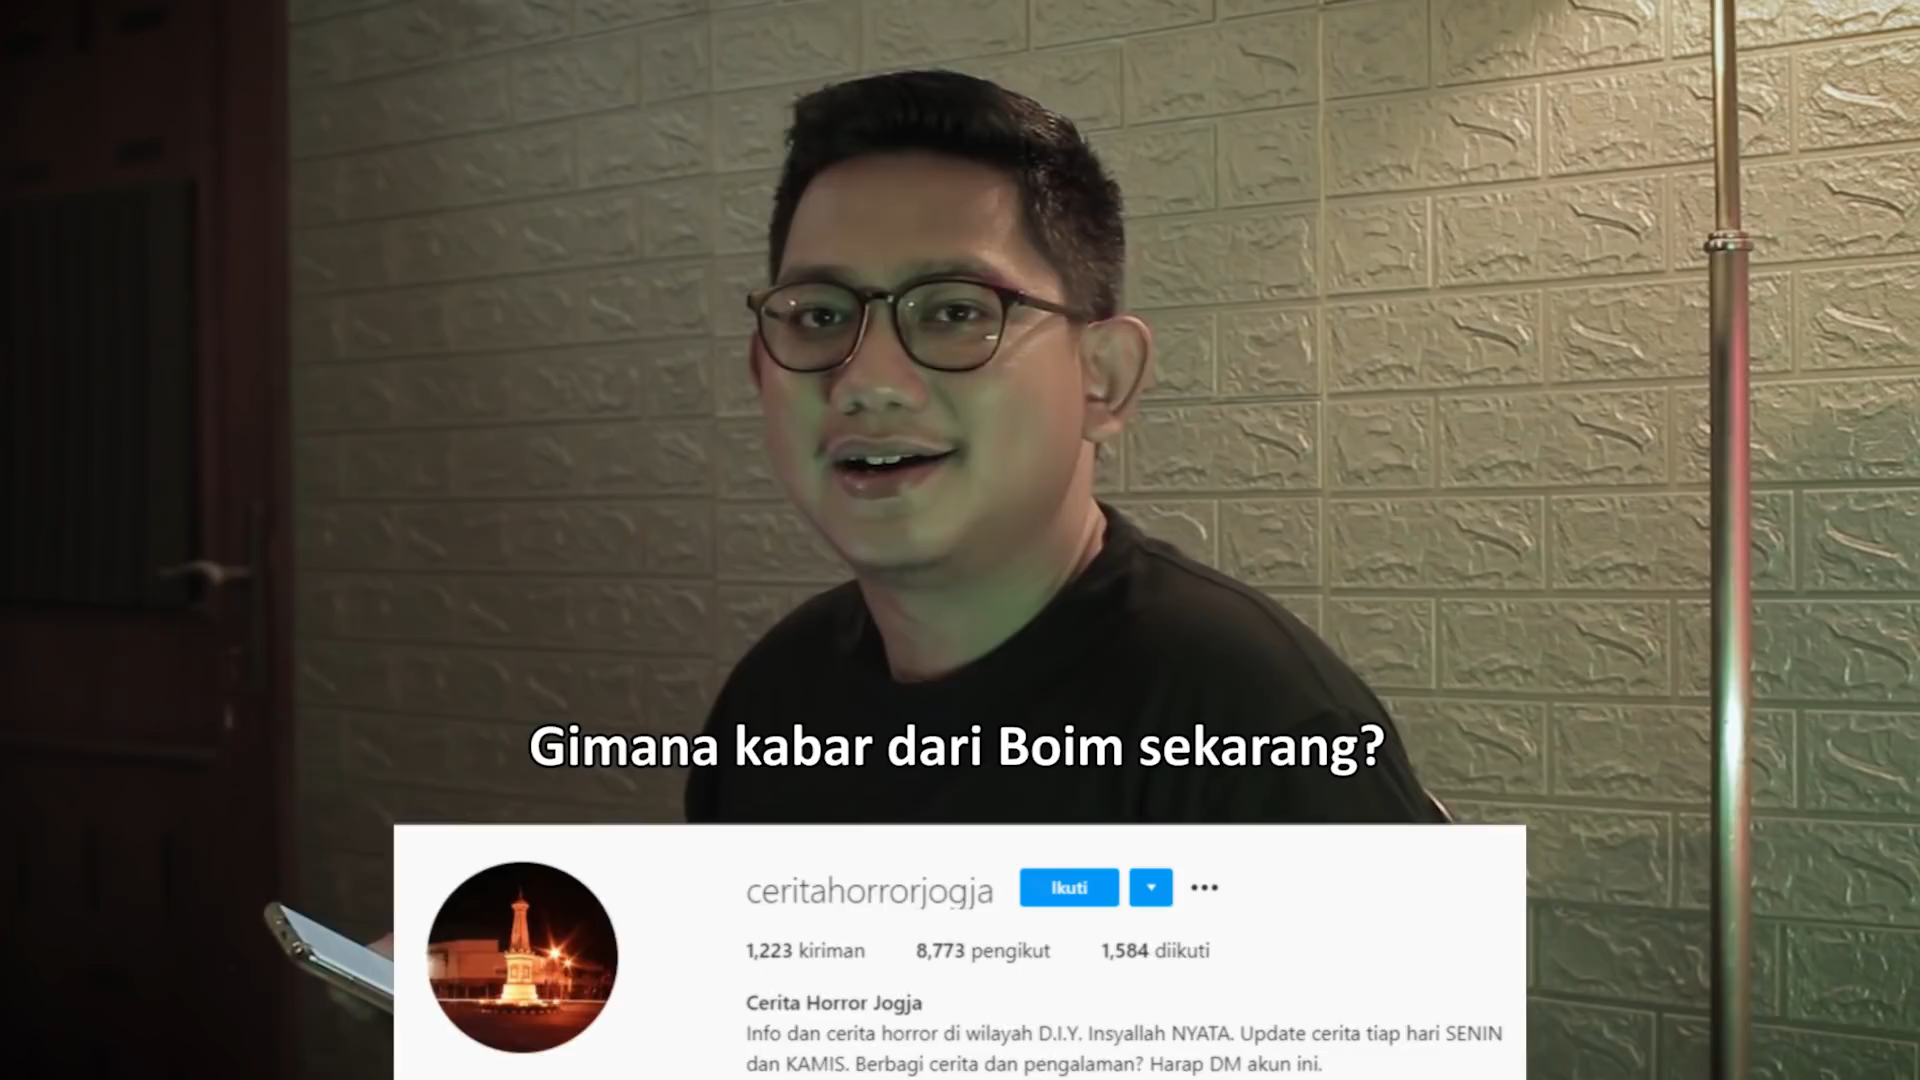 Gimana kabar dari Boim sekarang?
ceritahorrorjogja Ikuti
1,223 kiriman 8,773 pengikut 1,584 diikuti
Cerita Horror Jogja
Info dan cerita horror di wilayah D.I.Y. Insyallah NYATA. Update cerita tiap hari SENIN
dan KAMIS. Berbagi cerita dan pengalaman? Harap DM akun ini.